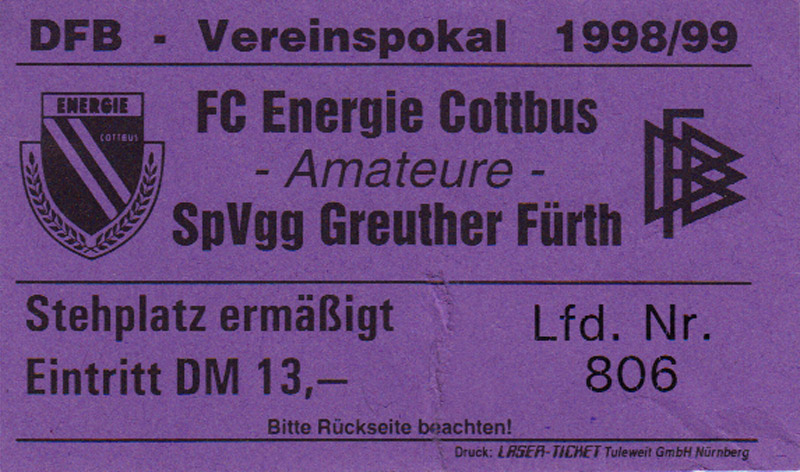 DFB - Vereinspokal 1998/99
ENERGIE
COTTBUS
FC Energie Cottbus
- Amateure -
SpVgg Greuther Fürth
DFB
Stehplatz ermäßigt
Eintritt DM 13,—
Lfd. Nr.
806
Bitte Rückseite beachten!
Druck: LASER-TICKET Tuleweit GmbH Nürnberg